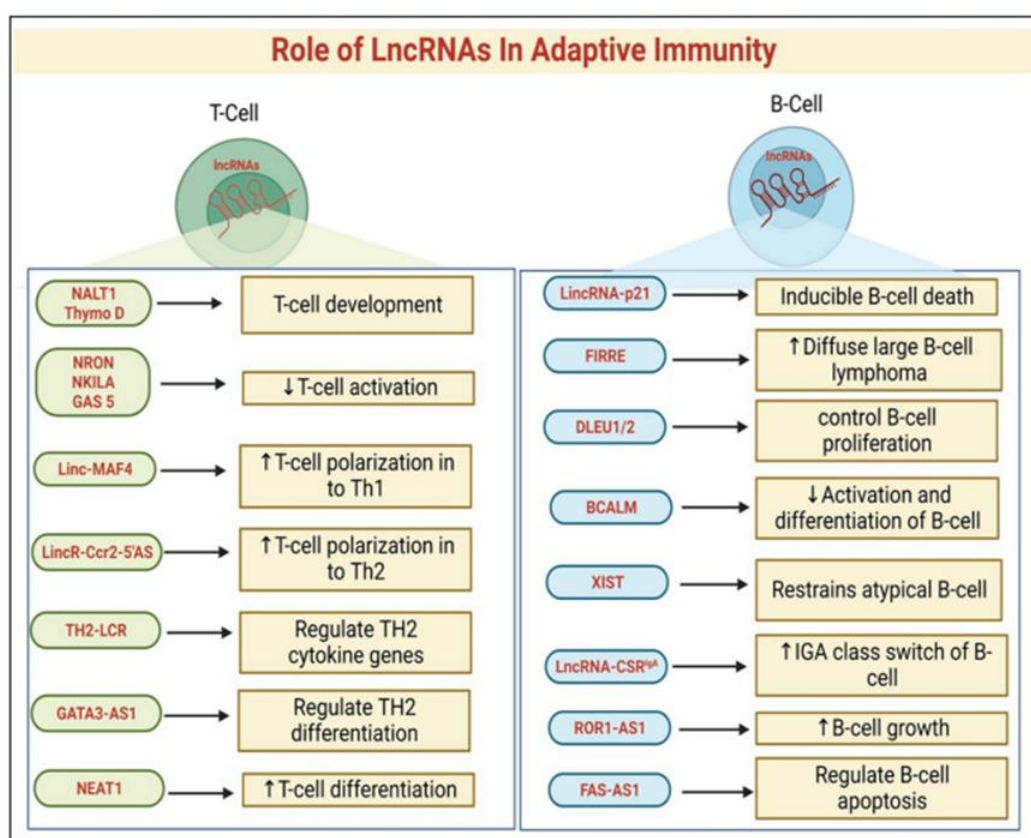 Role of LncRNAs In Adaptive Immunity
T-Cell
lncRNAs
NALT1
Thymo D
T-cell development
NRON
NKILA
GAS 5
↓T-cell activation
Linc-MAF4
↑T-cell polarization in
to Th1
LincR-Ccr2-5'AS
↑T-cell polarization in
to Th2
TH2-LCR
Regulate TH2
cytokine genes
GATA3-AS1
Regulate TH2
differentiation
NEAT1
↑T-cell differentiation
B-Cell
lncRNAs
LincRNA-p21
Inducible B-cell death
FIRRE
↑Diffuse large B-cell
lymphoma
DLEU1/2
control B-cell
proliferation
BCALM
↓Activation and
differentiation of B-cell
XIST
Restrains atypical B-cell
LncRNA-CSRIgA
↑IGA class switch of B-
cell
ROR1-AS1
↑B-cell growth
FAS-AS1
Regulate B-cell
apoptosis